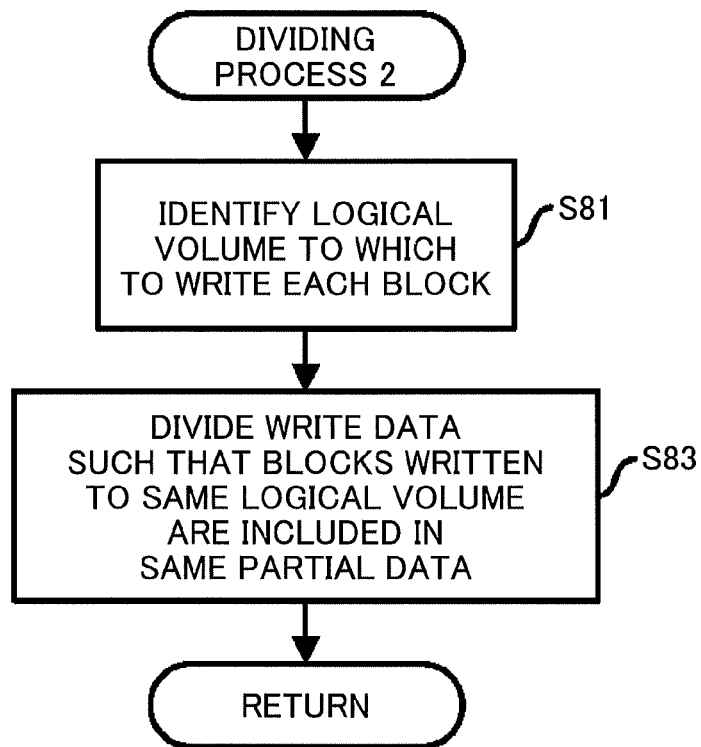 DIVIDING
PROCESS 2
IDENTIFY LOGICAL
VOLUME TO WHICH
TO WRITE EACH BLOCK
S81
DIVIDE WRITE DATA
SUCH THAT BLOCKS WRITTEN
TO SAME LOGICAL VOLUME
ARE INCLUDED IN
SAME PARTIAL DATA
S83
RETURN